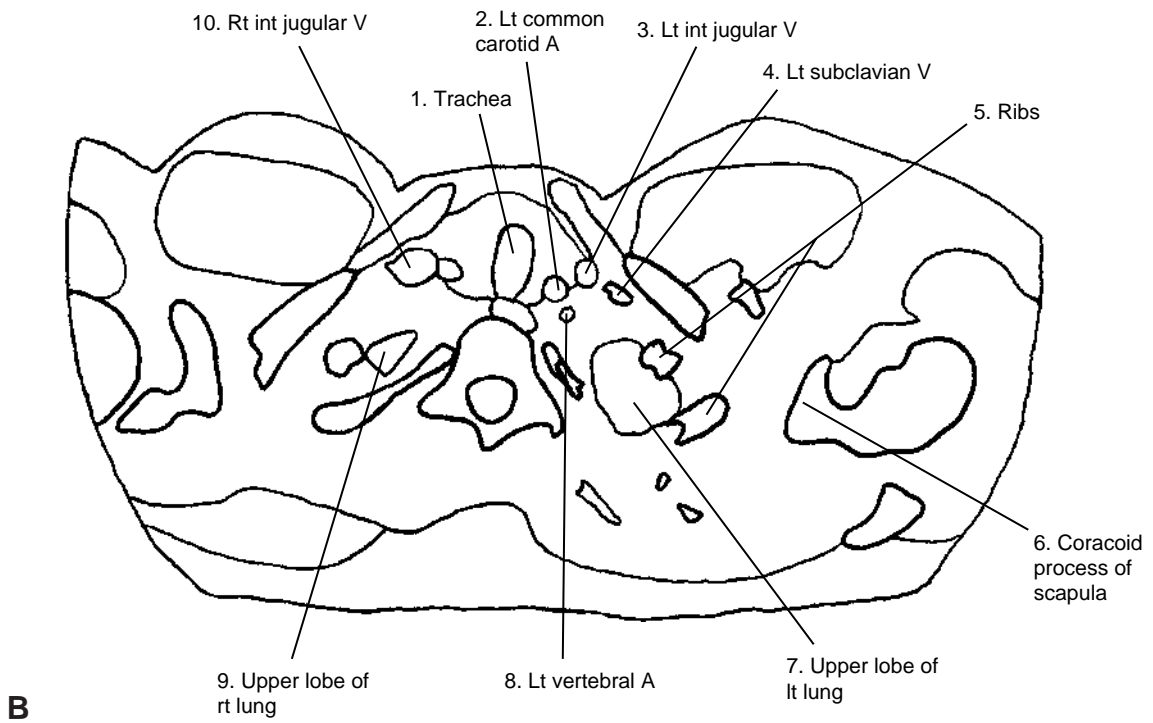 10. Rt int jugular V
2. Lt common
carotid A
3. Lt int jugular V
4. Lt subclavian V
1. Trachea
5. Ribs
6. Coracoid
process of
scapula
7. Upper lobe of
lt lung
8. Lt vertebral A
9. Upper lobe of
rt lung
B